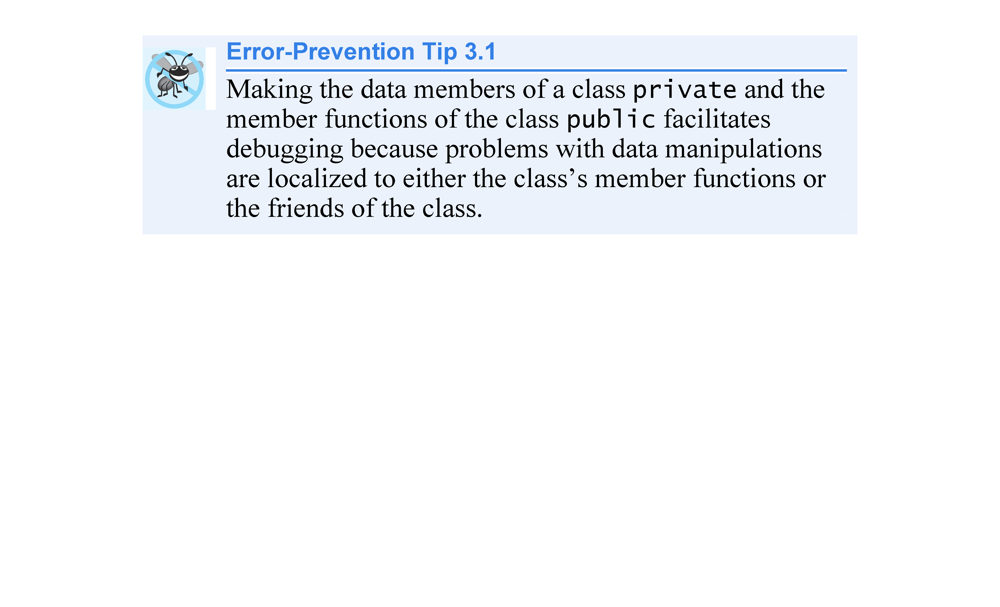 Error-Prevention Tip 3.1
Making the data members of a class private and the
member functions of the class public facilitates
debugging because problems with data manipulations
are localized to either the class’s member functions or
the friends of the class.